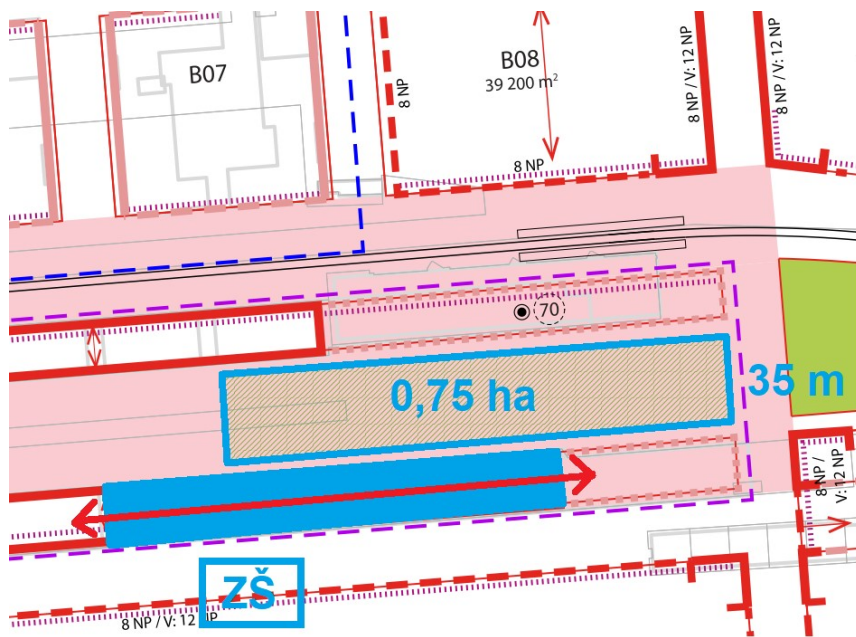 B07
8 NP
B08
39 200 m²
8 NP / V: 12 NP
8 NP / V: 12 NP
8 NP
70
0,75 ha
35 m
8 NP /
V: 12 NP
ZŠ
8 NP / V: 12 NP